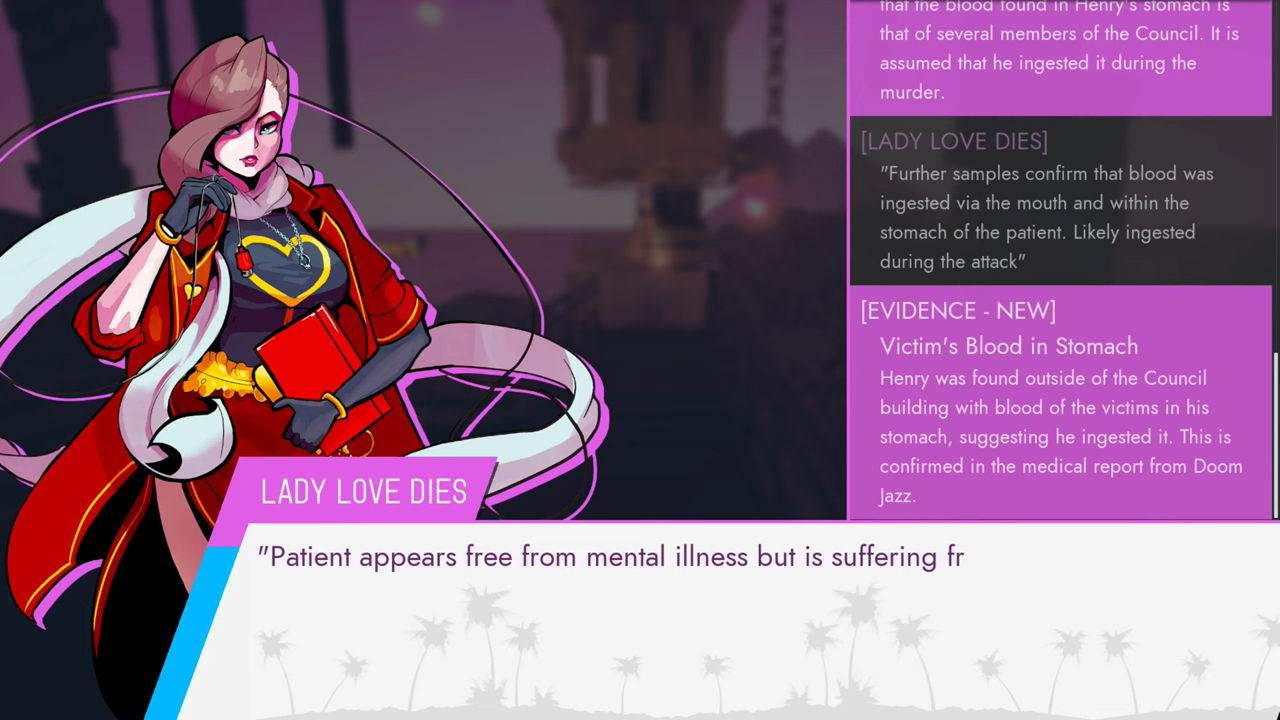 that the blood found in Henry's stomach is
that of several members of the Council. It is
assumed that he ingested it during the
murder.
[LADY LOVE DIES]
"Further samples confirm that blood was
ingested via the mouth and within the
stomach of the patient. Likely ingested
during the attack"
[EVIDENCE - NEW]
Victim's Blood in Stomach
Henry was found outside of the Council
building with blood of the victims in his
stomach, suggesting he ingested it. This is
confirmed in the medical report from Doom
Jazz.
LADY LOVE DIES
"Patient appears free from mental illness but is suffering fr